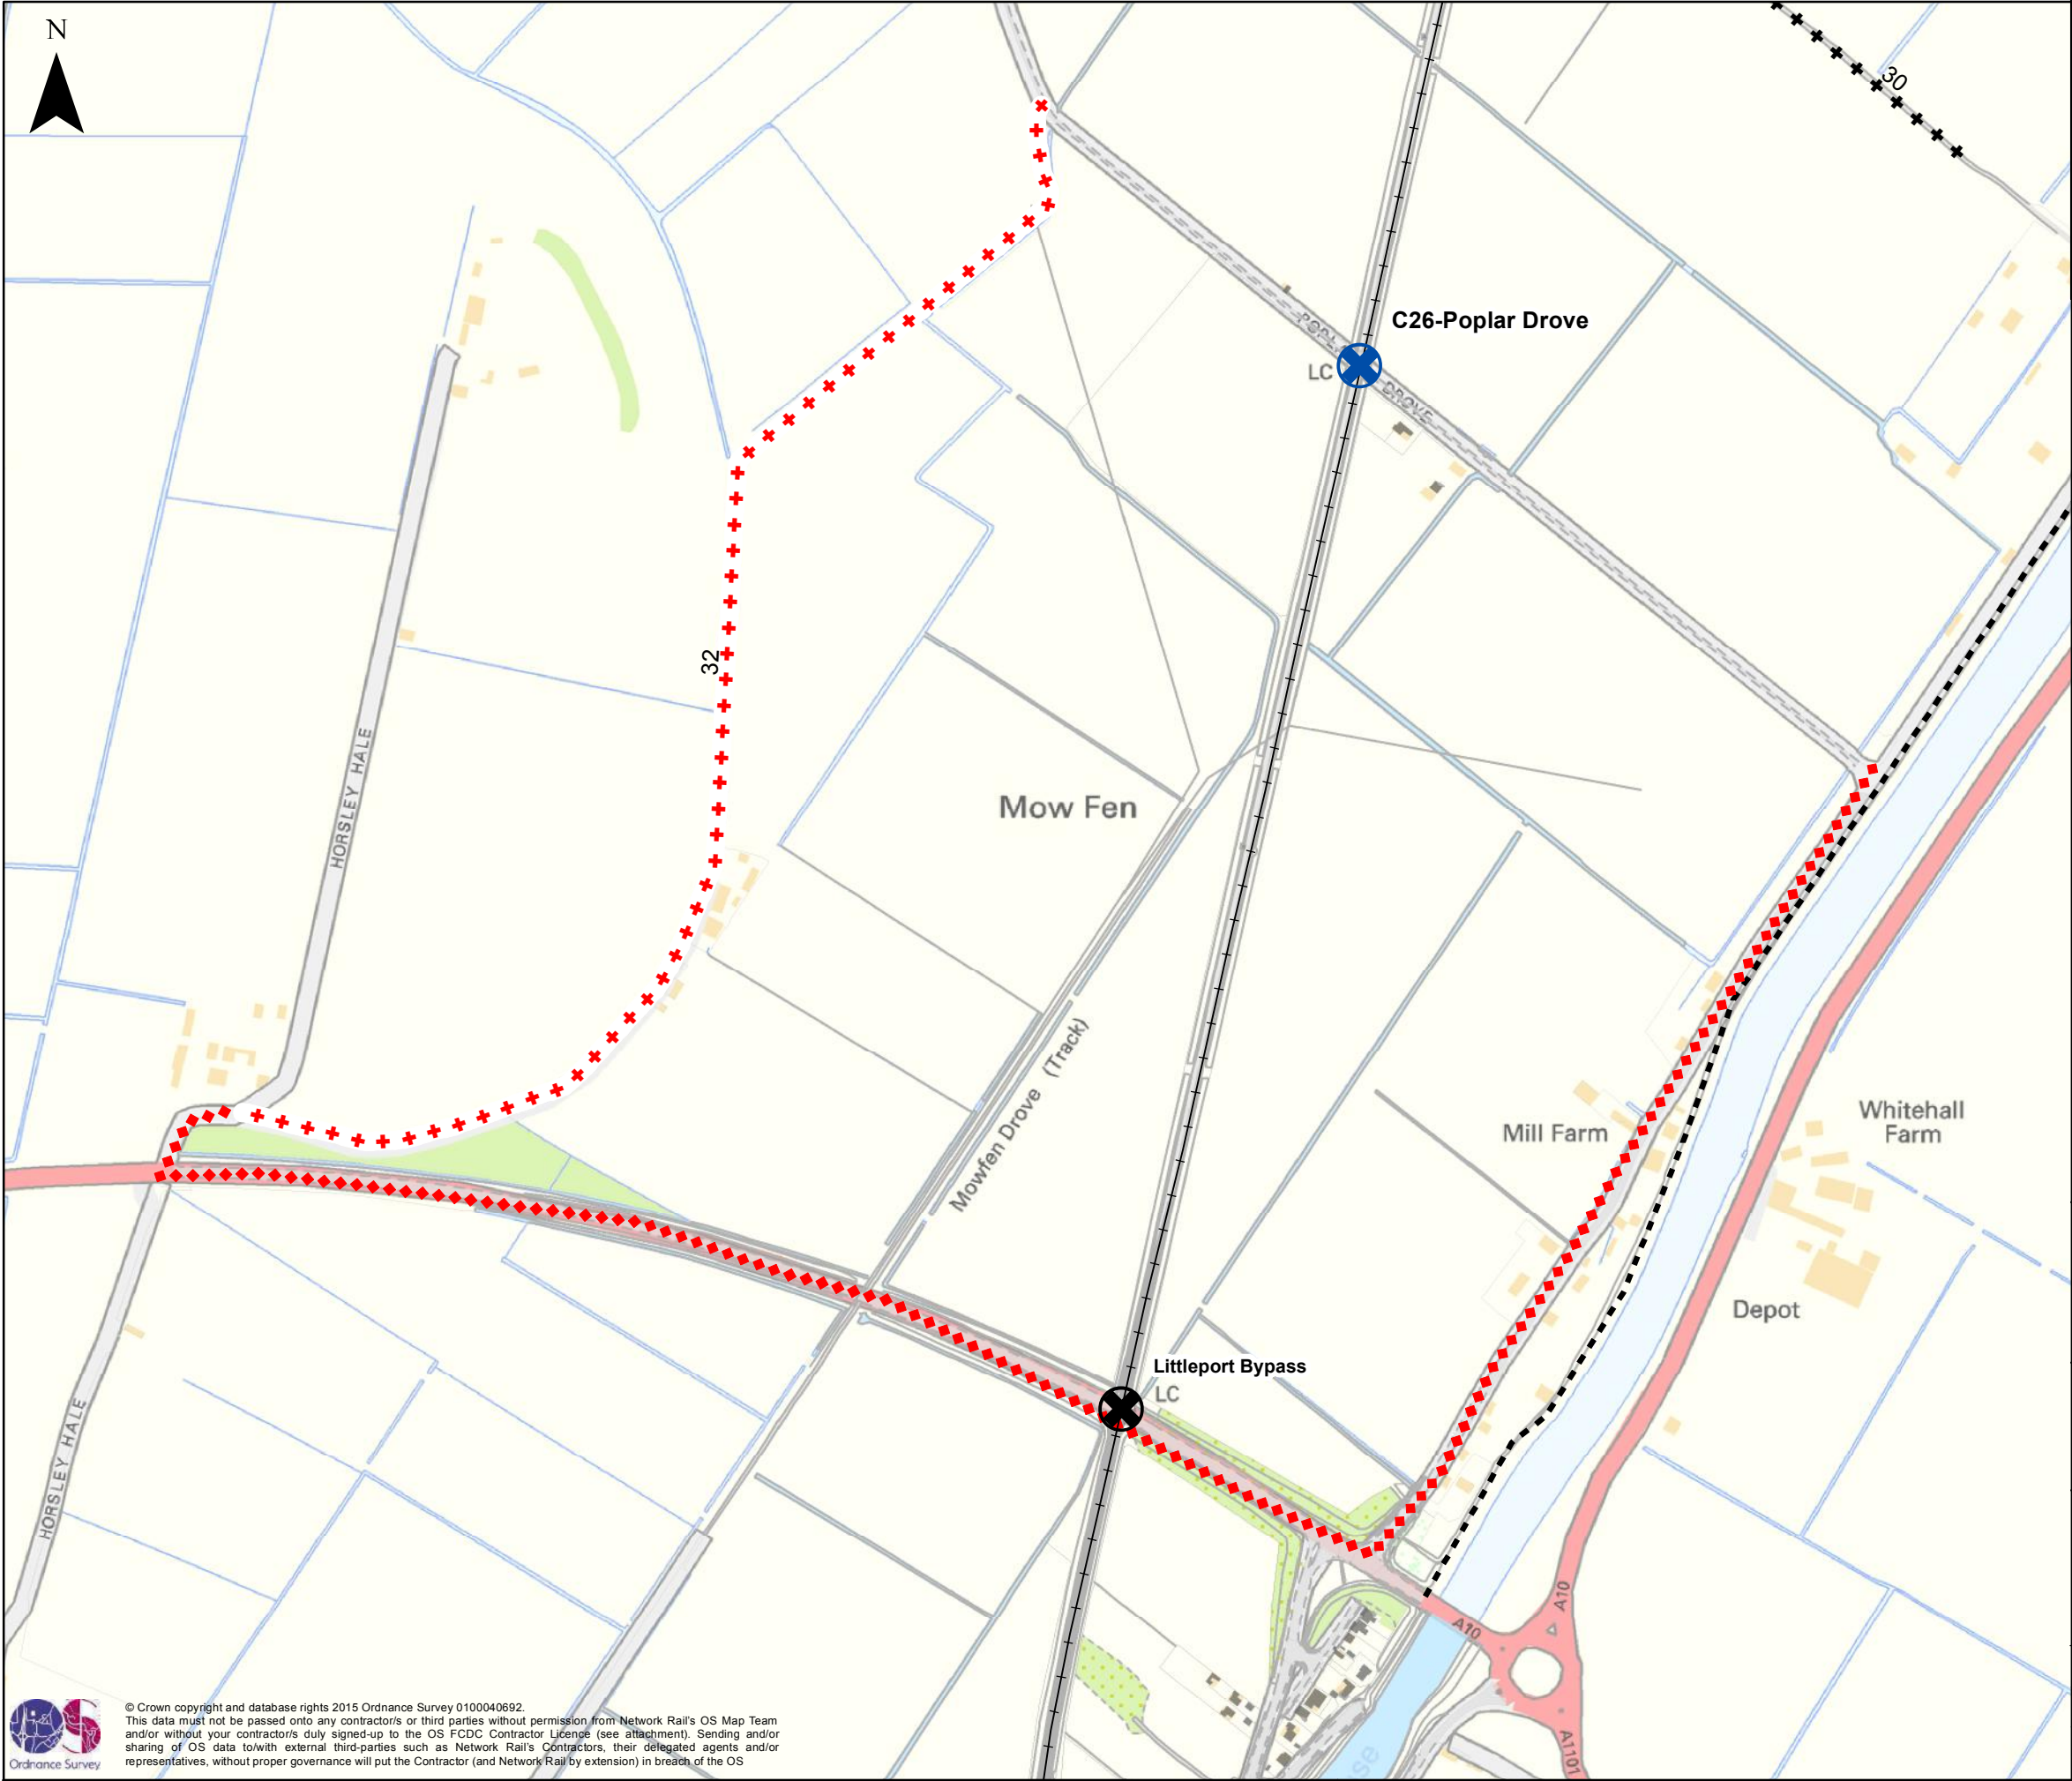 N
30
C26-Poplar Drove
LC
DROVE
32
HORSLEY HALE
Mow Fen
Mowfen Drove (Track)
Mill Farm
Whitehall
Farm
Depot
Littleport Bypass
LC
HORSLEY HALE
A10
A10
A1101
© Crown copyright and database rights 2015 Ordnance Survey 0100040692.
This data must not be passed onto any contractor/s or third parties without permission from Network Rail's OS Map Team
and/or without your contractor/s duly signed-up to the OS FCDC Contractor Licence (see attachment). Sending and/or
sharing of OS data to/with external third-parties such as Network Rail's Contractors, their delegated agents and/or
representatives, without proper governance will put the Contractor (and Network Rail by extension) in breach of the OS
Ordnance Survey